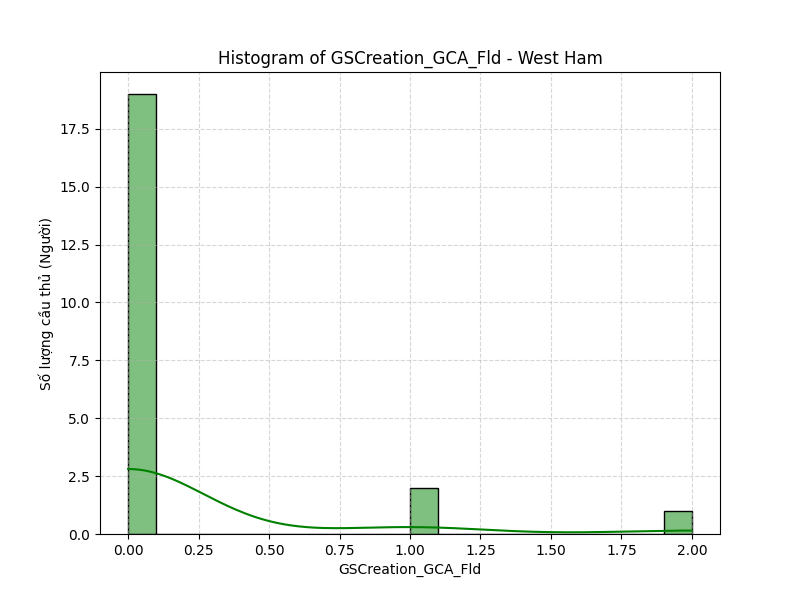 Histogram of GSCreation_GCA_Fld - West Ham
Số lượng cầu thủ (Người)
17.5
15.0
12.5
10.0
7.5
5.0
2.5
0.0
0.00 0.25 0.50 0.75 1.00 1.25 1.50 1.75 2.00
GSCreation_GCA_Fld